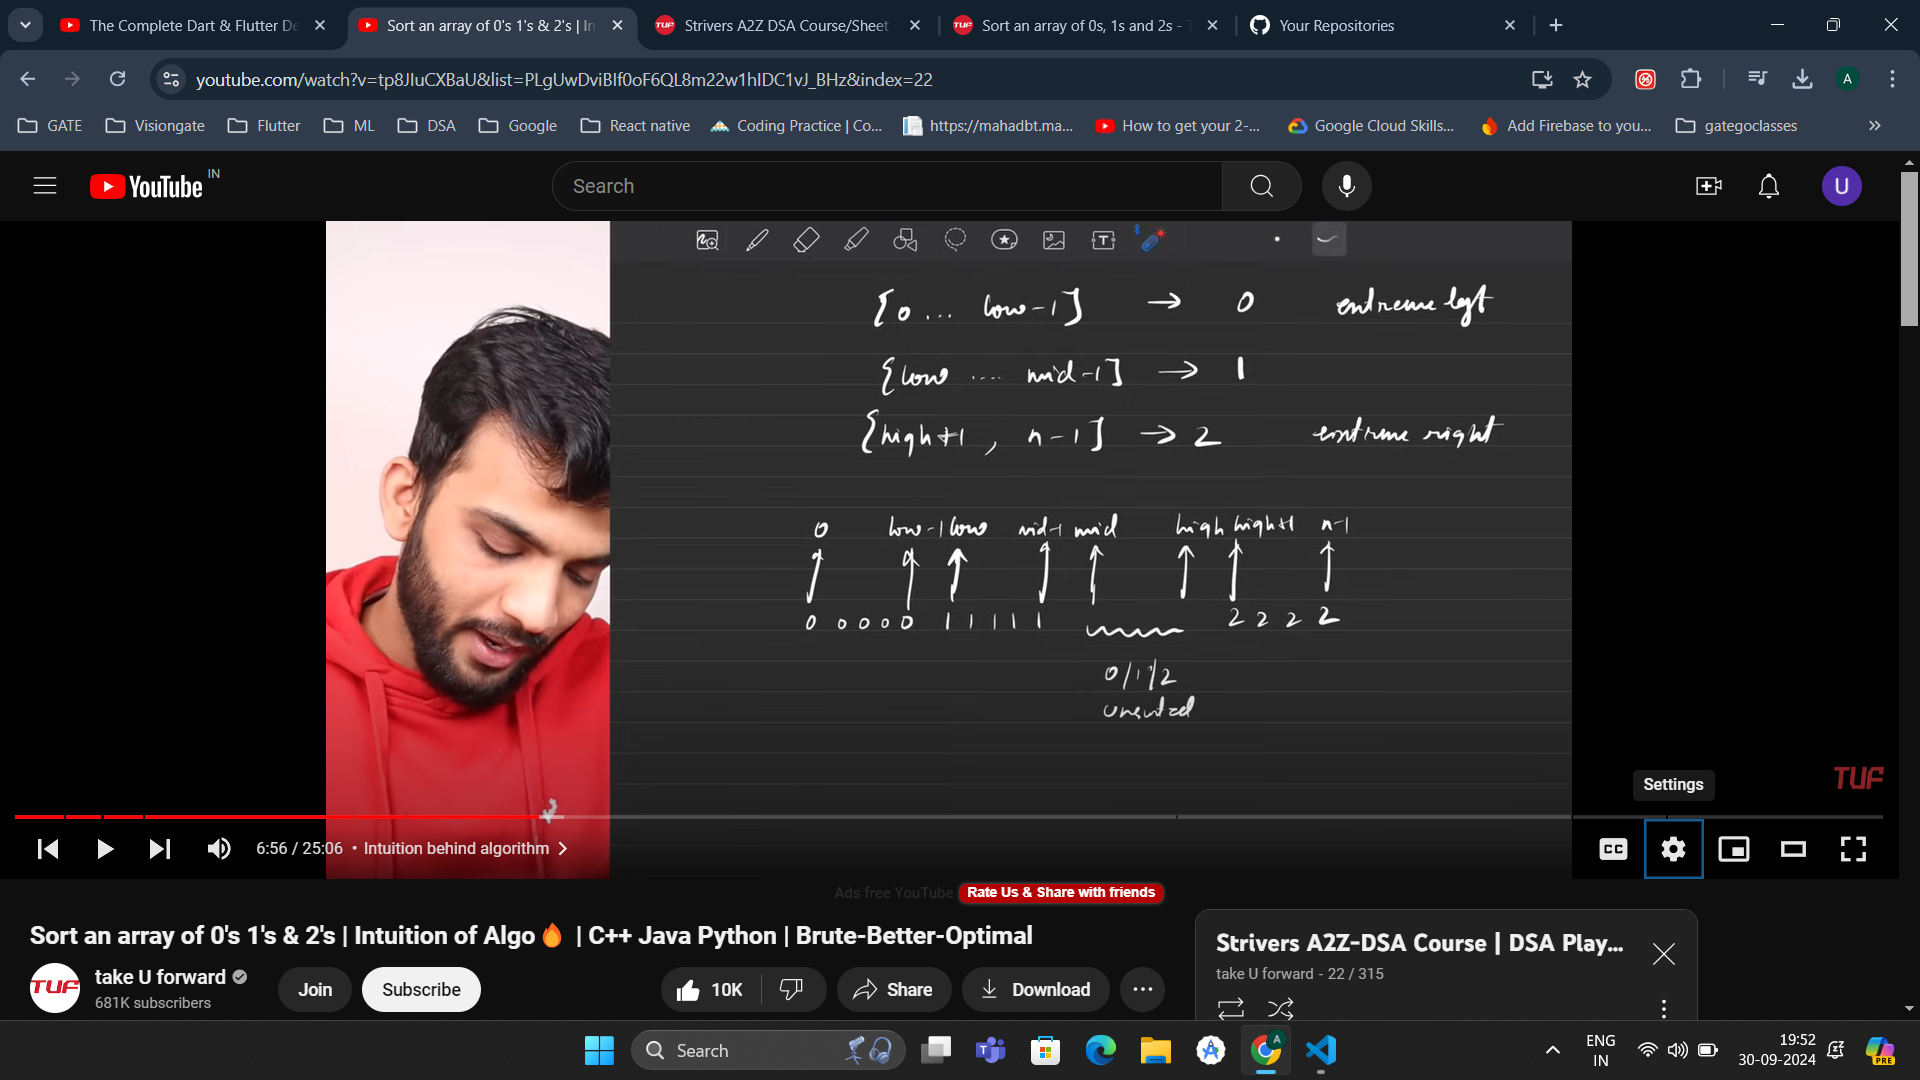 The Complete Dart & Flutter De
Sort an array of 0's 1's & 2's | In
Strivers A2Z DSA Course/Sheet
Sort an array of 0s, 1s and 2s -
Your Repositories
youtube.com/watch?v=tp8JIuCXBaU&list=PLgUwDviBIf0oF6QL8m22w1hIDC1vJ_BHz&index=22
A
GATE
Visiongate
Flutter
ML
DSA
Google
React native
Coding Practice | Co...
https://mahadbt.ma...
How to get your 2-...
Google Cloud Skills...
Add Firebase to you...
gategoclasses
YouTube IN
Search
U
[0 ... low-1] → 0 extreme left
[low .... mid-1] → 1
[high+1 , n-1] → 2 extreme right
0 low-1 low mid-1 mid high high+1 n-1
0 0 0 0 0 1 1 1 1 1 2 2 2 2
0/1/2
unsorted
TUF
Settings
6:56 / 25:06 • Intuition behind algorithm
CC
Ads free YouTube Rate Us & Share with friends
Sort an array of 0's 1's & 2's | Intuition of Algo🔥 | C++ Java Python | Brute-Better-Optimal
TUF
take U forward
681K subscribers
Join
Subscribe
10K
Share
Download
Strivers A2Z-DSA Course | DSA Play...
take U forward - 22 / 315
Search
A
ENG
IN
19:52
30-09-2024
PRE